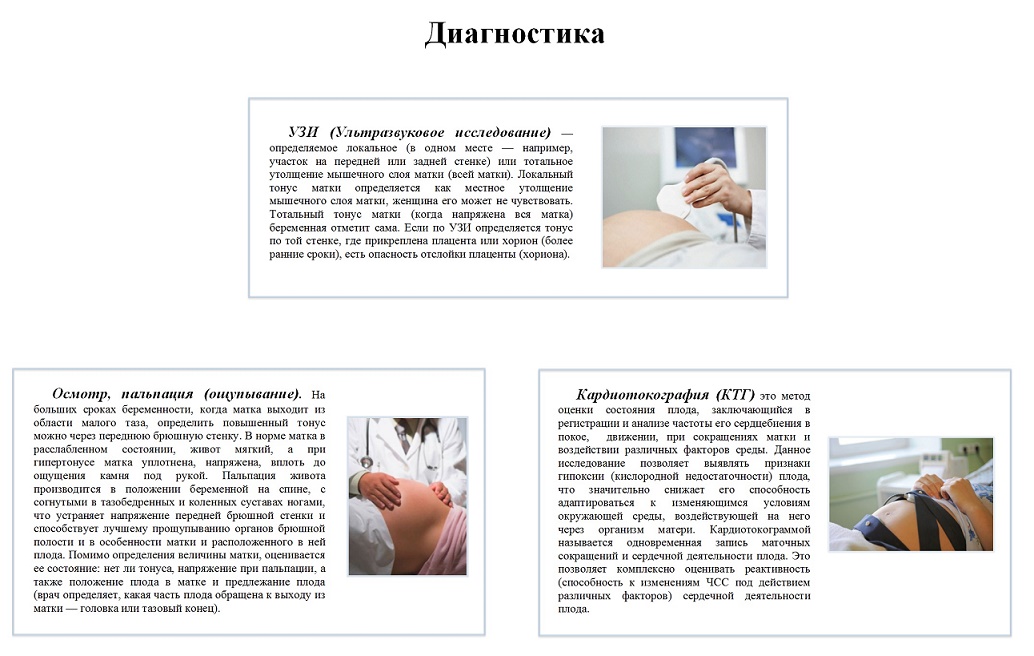 Диагностика
УЗИ (Ультразвуковое исследование) —
определяемое локальное (в одном месте — например,
участок на передней или задней стенке) или тотальное
утолщение мышечного слоя матки (всей матки). Локальный
тонус матки определяется как местное утолщение
мышечного слоя матки, женщина его может не чувствовать.
Тотальный тонус матки (когда напряжена вся матка)
беременная отметит сама. Если по УЗИ определяется тонус
по той стенке, где прикреплена плацента или хорион (более
ранние сроки), есть опасность отслойки плаценты (хориона).
Осмотр, пальпация (ощупывание). На
больших сроках беременности, когда матка выходит из
области малого таза, определить повышенный тонус
можно через переднюю брюшную стенку. В норме матка в
расслабленном состоянии, живот мягкий, а при
гипертонусе матка уплотнена, напряжена, вплоть до
ощущения камня под рукой. Пальпация живота
производится в положении беременной на спине, с
согнутыми в тазобедренных и коленных суставах ногами,
что устраняет напряжение передней брюшной стенки и
способствует лучшему прощупыванию органов брюшной
полости и в особенности матки и расположенного в ней
плода. Помимо определения величины матки, оценивается
ее состояние: нет ли тонуса, напряжение при пальпации, а
также положение плода в матке и предлежание плода
(врач определяет, какая часть плода обращена к выходу из
матки — головка или тазовый конец).
Кардиотокография (КТГ) это метод
оценки состояния плода, заключающийся в
регистрации и анализе частоты его сердцебиения в
покое, движении, при сокращениях матки и
воздействии различных факторов среды. Данное
исследование позволяет выявлять признаки
гипоксии (кислородной недостаточности) плода,
что значительно снижает его способность
адаптироваться к изменяющимся условиям
окружающей среды, воздействующей на него
через организм матери. Кардиотокограммой
называется одновременная запись маточных
сокращений и сердечной деятельности плода. Это
позволяет комплексно оценивать реактивность
(способность к изменениям ЧСС под действием
различных факторов) сердечной деятельности
плода.